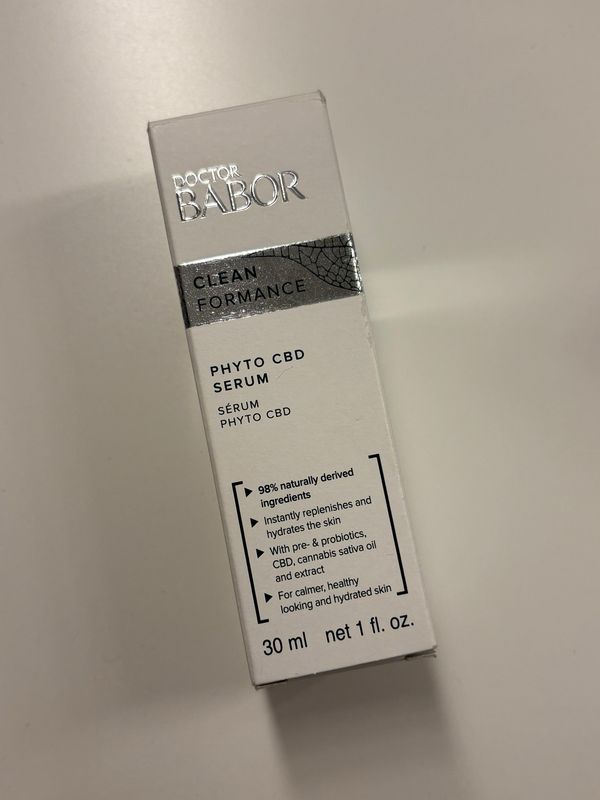 DOCTOR
BABOR
CLEAN
FORMANCE
PHYTO CBD
SERUM
SÉRUM
PHYTO CBD
98% naturally derived
ingredients
Instantly replenishes and
hydrates the skin
With pre- & probiotics,
CBD, cannabis sativa oil
and extract
For calmer, healthy
looking and hydrated skin
30 ml net 1 fl. oz.